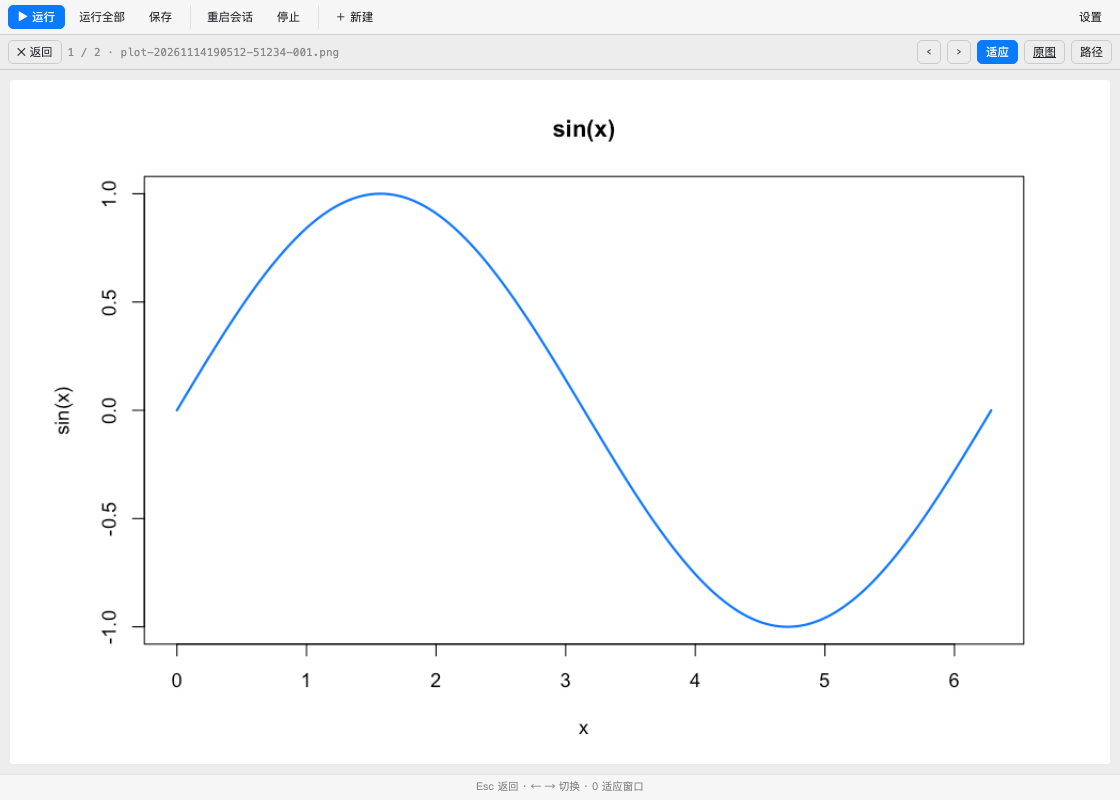 ▶ 运行 运行全部 保存 重启会话 停止 + 新建 设置
✕ 返回 1 / 2 · plot-20261114190512-51234-001.png ‹ › 适应 原图 路径
sin(x)
1.0
0.5
0.0
-0.5
-1.0
sin(x)
0 1 2 3 4 5 6
x
Esc 返回 · ← → 切换 · 0 适应窗口